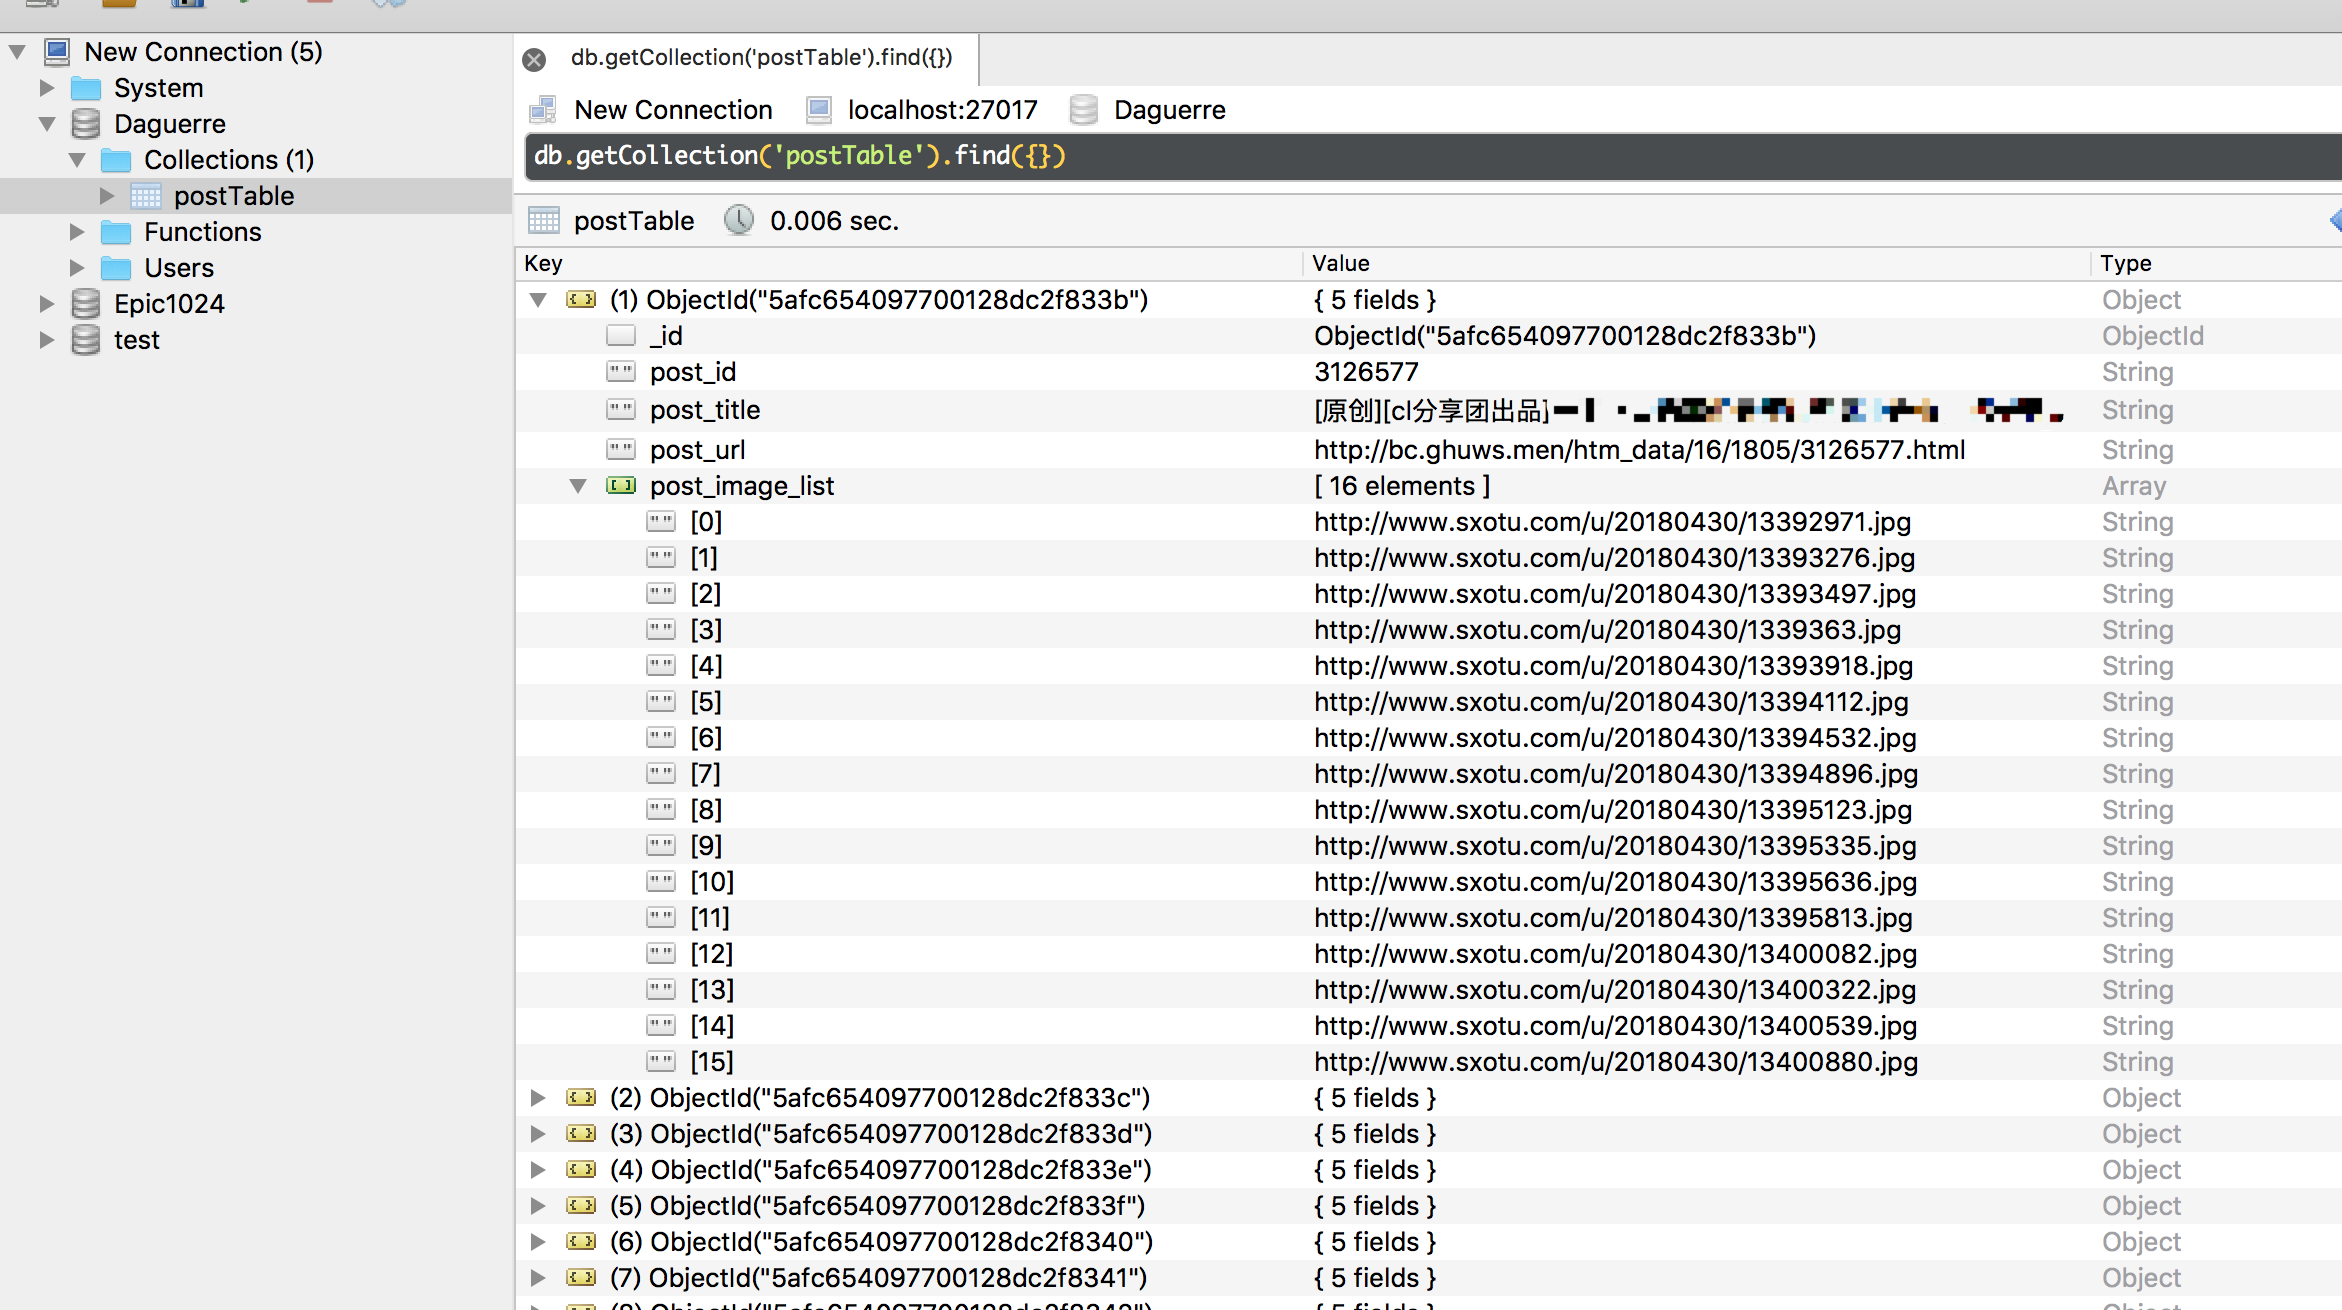 New Connection (5)
System
Daguerre
Collections (1)
postTable
Functions
Users
Epic1024
test
db.getCollection('postTable').find({})
New Connection localhost:27017 Daguerre
db.getCollection('postTable').find({})
postTable 0.006 sec.
Key Value Type
(1) ObjectId("5afc654097700128dc2f833b") { 5 fields } Object
_id ObjectId("5afc654097700128dc2f833b") ObjectId
post_id 3126577 String
post_title [原创][cl分享团出品] String
post_url http://bc.ghuws.men/htm_data/16/1805/3126577.html String
post_image_list [ 16 elements ] Array
[0] http://www.sxotu.com/u/20180430/13392971.jpg String
[1] http://www.sxotu.com/u/20180430/13393276.jpg String
[2] http://www.sxotu.com/u/20180430/13393497.jpg String
[3] http://www.sxotu.com/u/20180430/1339363.jpg String
[4] http://www.sxotu.com/u/20180430/13393918.jpg String
[5] http://www.sxotu.com/u/20180430/13394112.jpg String
[6] http://www.sxotu.com/u/20180430/13394532.jpg String
[7] http://www.sxotu.com/u/20180430/13394896.jpg String
[8] http://www.sxotu.com/u/20180430/13395123.jpg String
[9] http://www.sxotu.com/u/20180430/13395335.jpg String
[10] http://www.sxotu.com/u/20180430/13395636.jpg String
[11] http://www.sxotu.com/u/20180430/13395813.jpg String
[12] http://www.sxotu.com/u/20180430/13400082.jpg String
[13] http://www.sxotu.com/u/20180430/13400322.jpg String
[14] http://www.sxotu.com/u/20180430/13400539.jpg String
[15] http://www.sxotu.com/u/20180430/13400880.jpg String
(2) ObjectId("5afc654097700128dc2f833c") { 5 fields } Object
(3) ObjectId("5afc654097700128dc2f833d") { 5 fields } Object
(4) ObjectId("5afc654097700128dc2f833e") { 5 fields } Object
(5) ObjectId("5afc654097700128dc2f833f") { 5 fields } Object
(6) ObjectId("5afc654097700128dc2f8340") { 5 fields } Object
(7) ObjectId("5afc654097700128dc2f8341") { 5 fields } Object